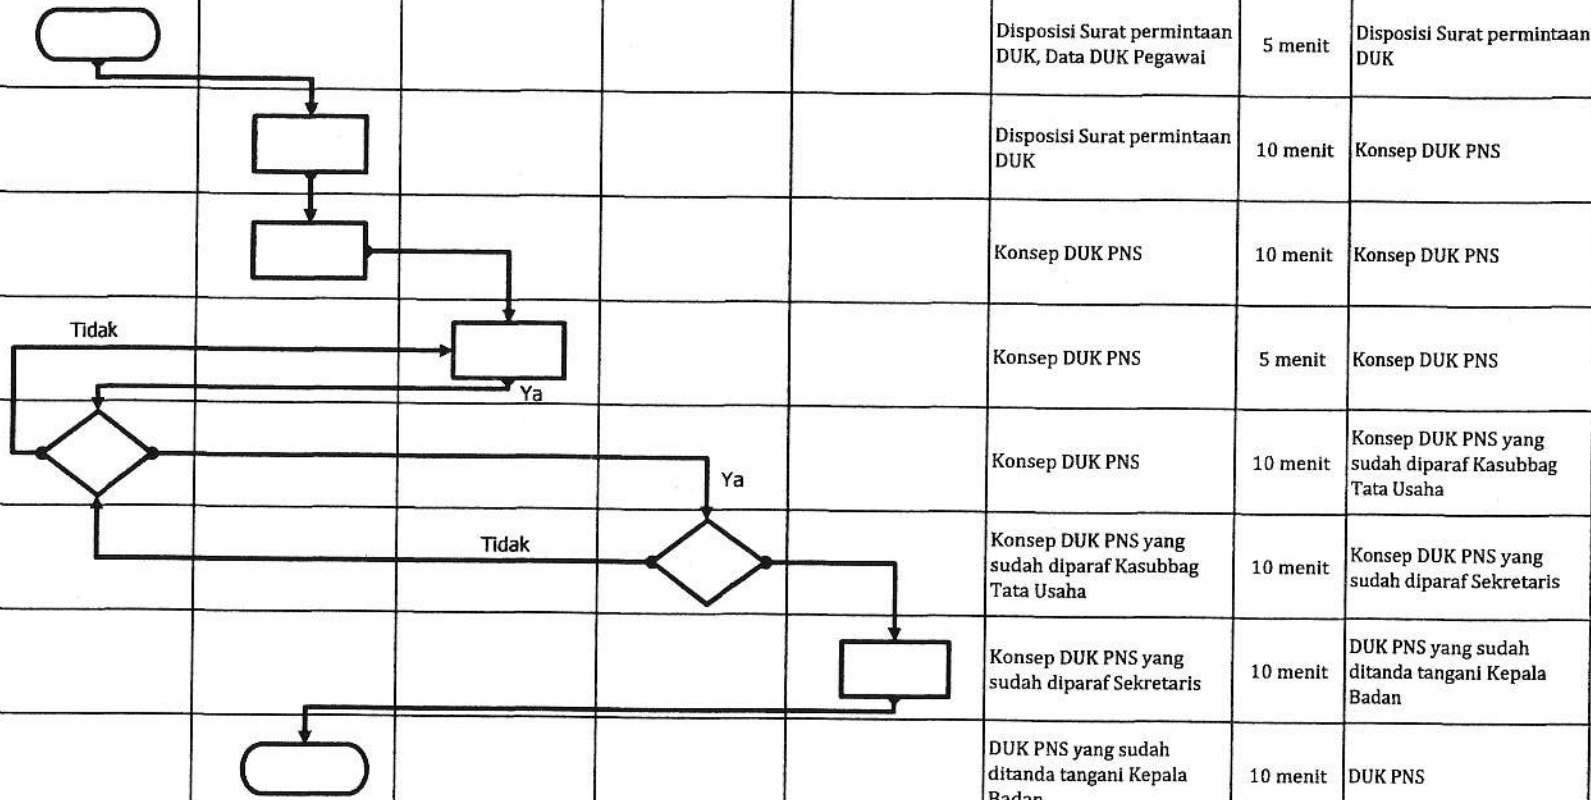 Disposisi Surat permintaan
DUK, Data DUK Pegawai
5 menit
Disposisi Surat permintaan
DUK
Disposisi Surat permintaan
DUK
10 menit
Konsep DUK PNS
Konsep DUK PNS
10 menit
Konsep DUK PNS
Tidak
Konsep DUK PNS
5 menit
Konsep DUK PNS
Ya
Konsep DUK PNS
10 menit
Konsep DUK PNS yang
sudah diparaf Kasubbag
Tata Usaha
Ya
Tidak
Konsep DUK PNS yang
sudah diparaf Kasubbag
Tata Usaha
10 menit
Konsep DUK PNS yang
sudah diparaf Sekretaris
Konsep DUK PNS yang
sudah diparaf Sekretaris
10 menit
DUK PNS yang sudah
ditanda tangani Kepala
Badan
DUK PNS yang sudah
ditanda tangani Kepala
Badan
10 menit
DUK PNS